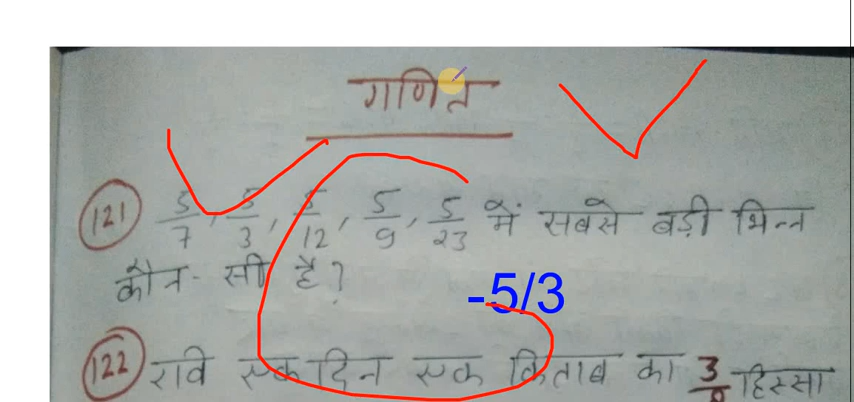 गणित
(121) 5/7, 5/3, 5/12, 5/9, 5/23 में सबसे बड़ी भिन्न
कौन-सी है?
-5/3
(122) रवि एक दिन एक किताब का 3/8 हिस्सा